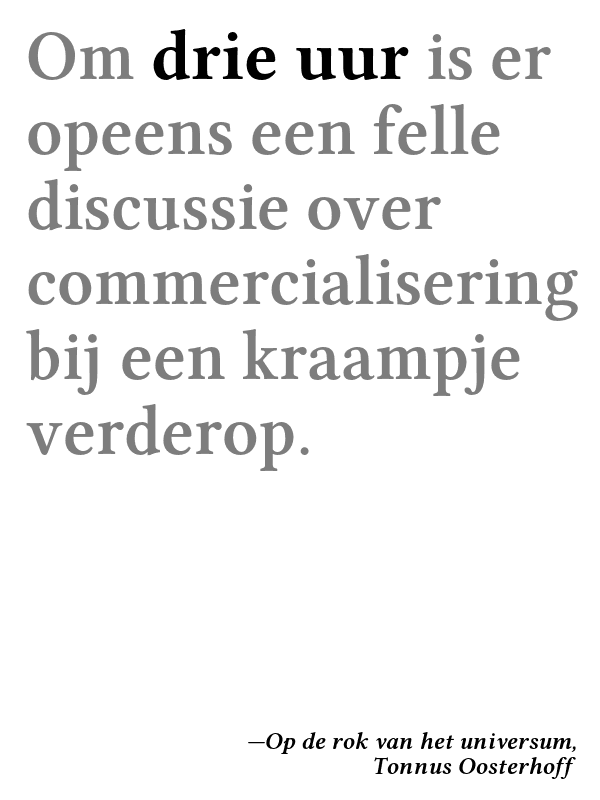 Om drie uur is er
opeens een felle
discussie over
commercialisering
bij een kraampje
verderop.
—Op de rok van het universum,
Tonnus Oosterhoff